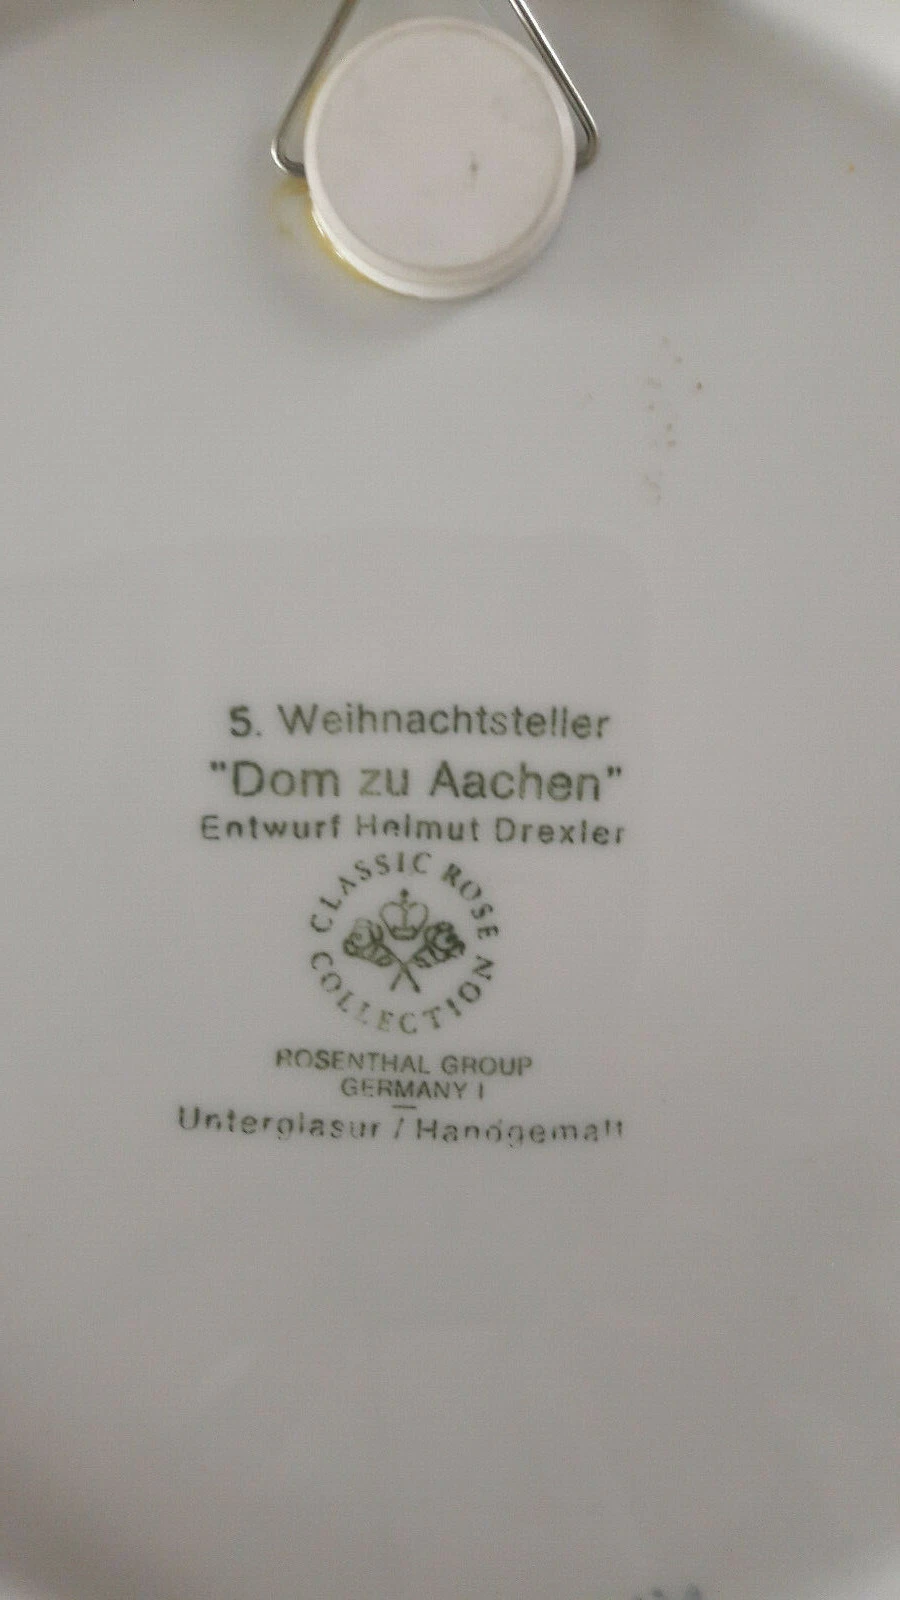 5. Weihnachtsteller
"Dom zu Aachen"
Entwurf Helmut Drexler
CLASSIC ROSE
COLLECTION
ROSENTHAL GROUP
GERMANY I
Unterglasur / Handgemalt